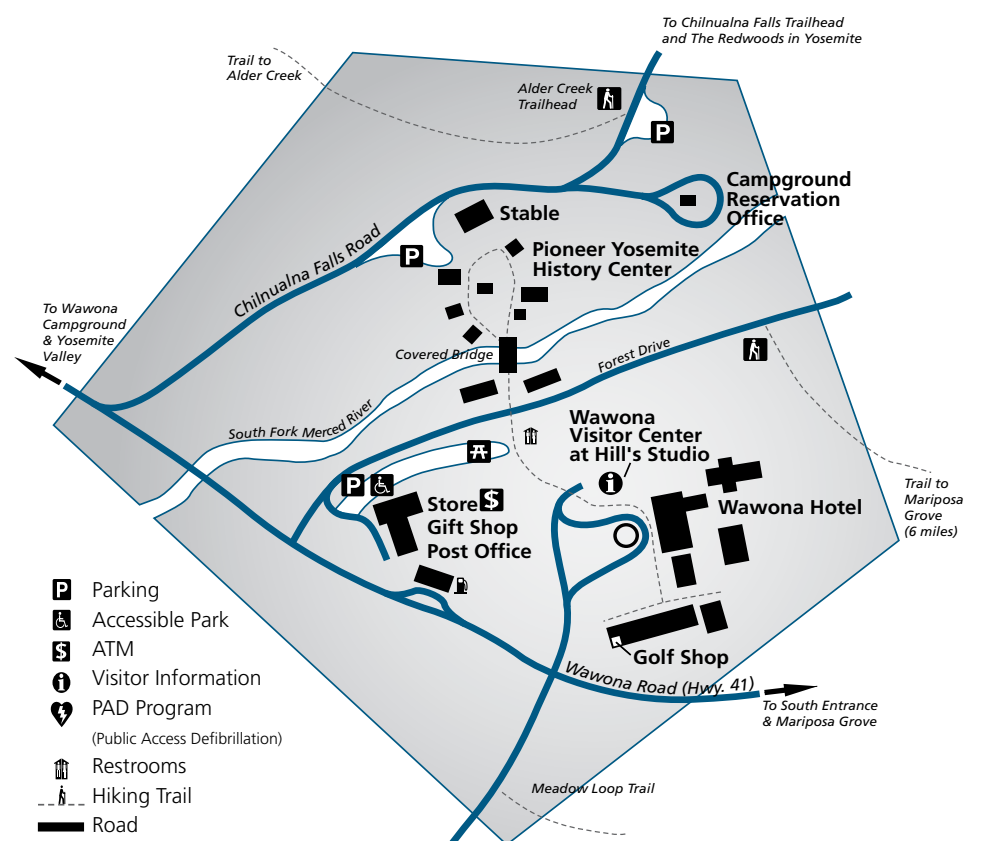 To Chilnualna Falls Trailhead
and The Redwoods in Yosemite
Trail to
Alder Creek
Alder Creek
Trailhead
P
Campground
Reservation
Office
Stable
Pioneer Yosemite
History Center
P
Chilnualna Falls Road
To Wawona
Campground
& Yosemite
Valley
Covered Bridge
Forest Drive
South Fork Merced River
Wawona
Visitor Center
at Hill's Studio
i
Trail to
Mariposa
Grove
(6 miles)
P
Store $
Gift Shop
Post Office
Wawona Hotel
Golf Shop
Wawona Road (Hwy. 41)
To South Entrance
& Mariposa Grove
Meadow Loop Trail
P Parking
Accessible Park
$ ATM
i Visitor Information
PAD Program
(Public Access Defibrillation)
Restrooms
Hiking Trail
Road